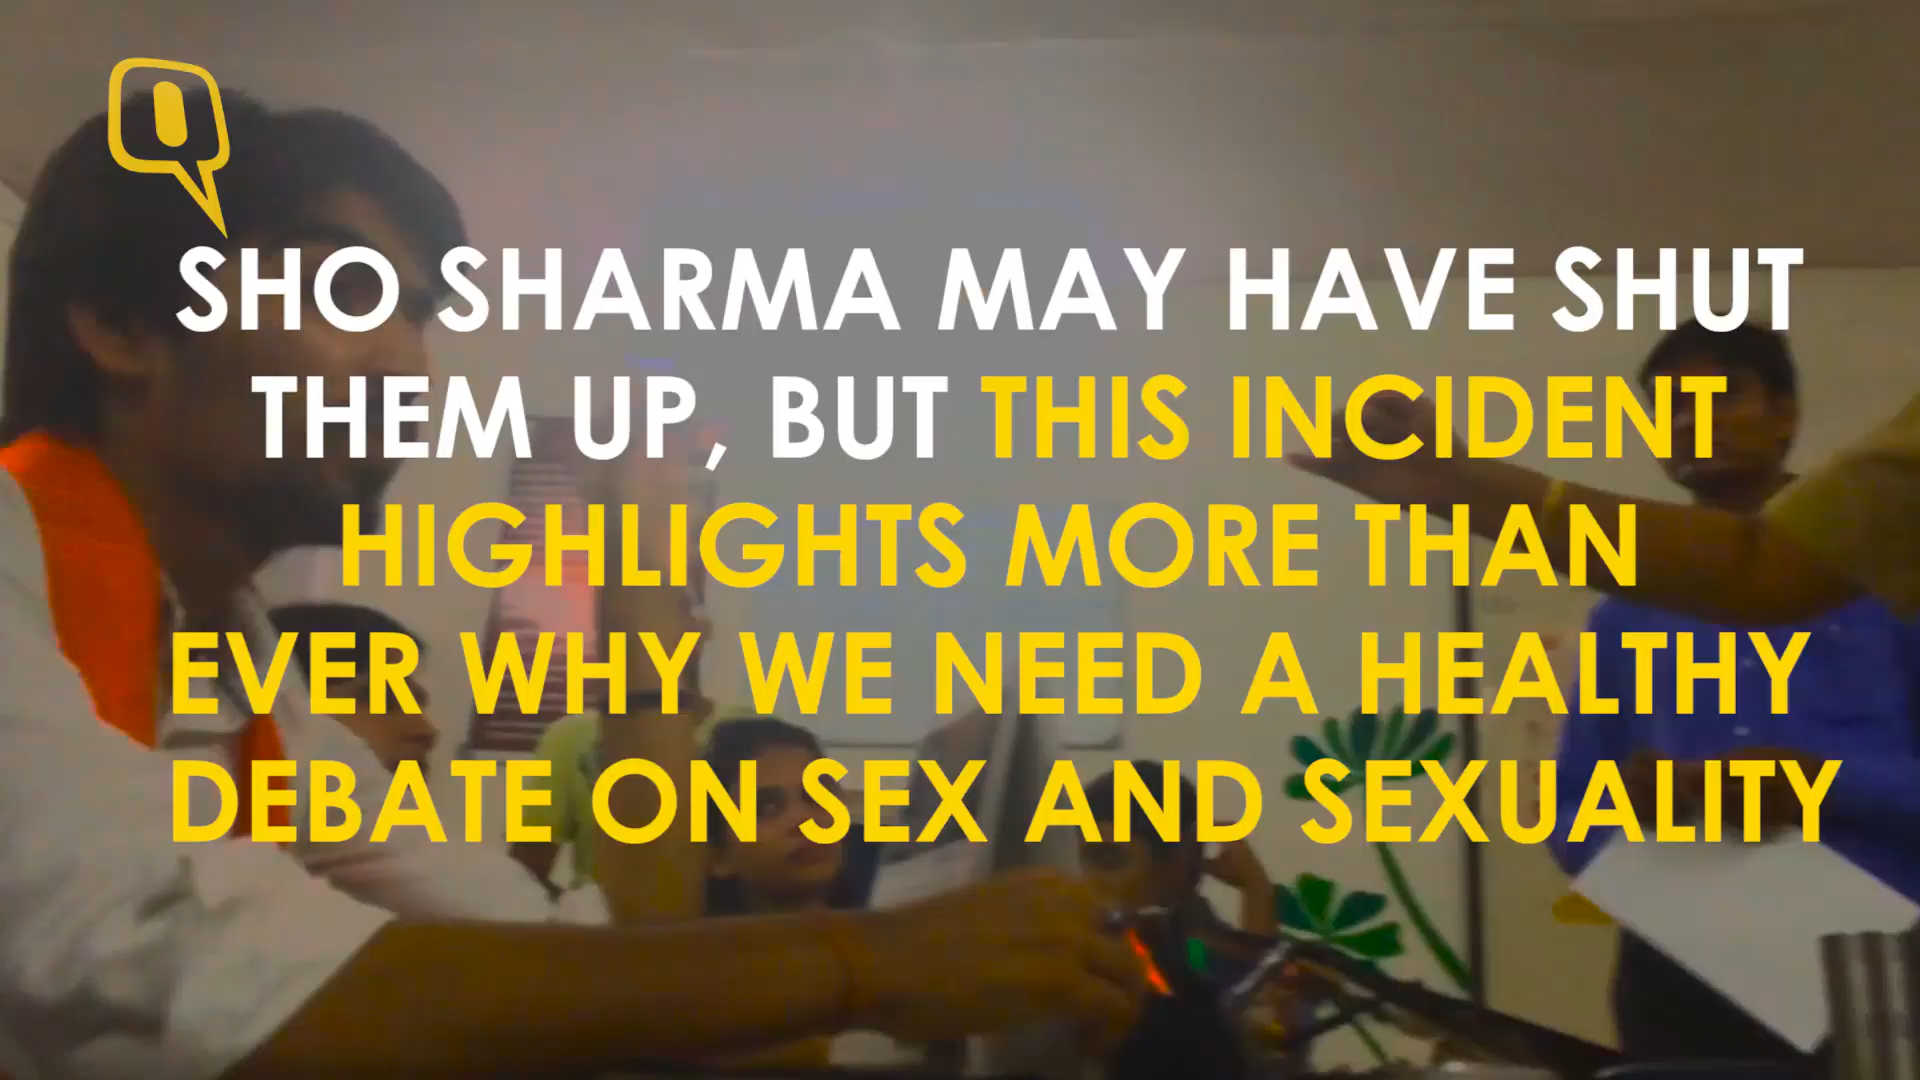 SHO SHARMA MAY HAVE SHUT
THEM UP, BUT THIS INCIDENT
HIGHLIGHTS MORE THAN
EVER WHY WE NEED A HEALTHY
DEBATE ON SEX AND SEXUALITY